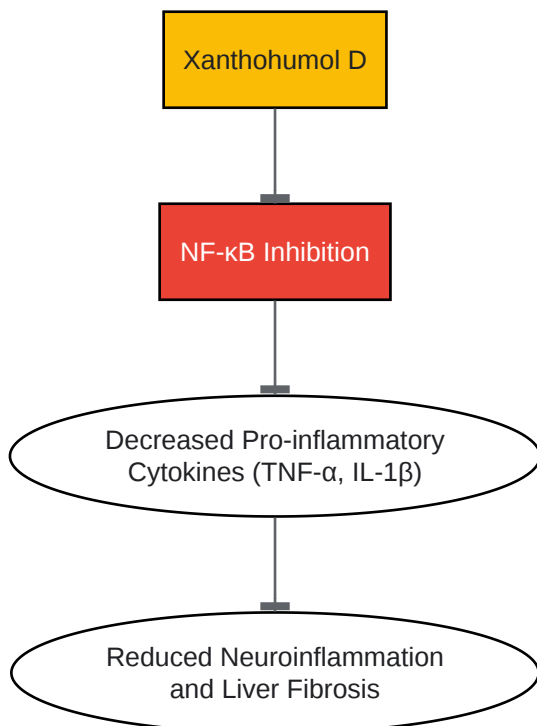 Xanthohumol D
NF-κB Inhibition
Decreased Pro-inflammatory
Cytokines (TNF-α, IL-1β)
Reduced Neuroinflammation
and Liver Fibrosis